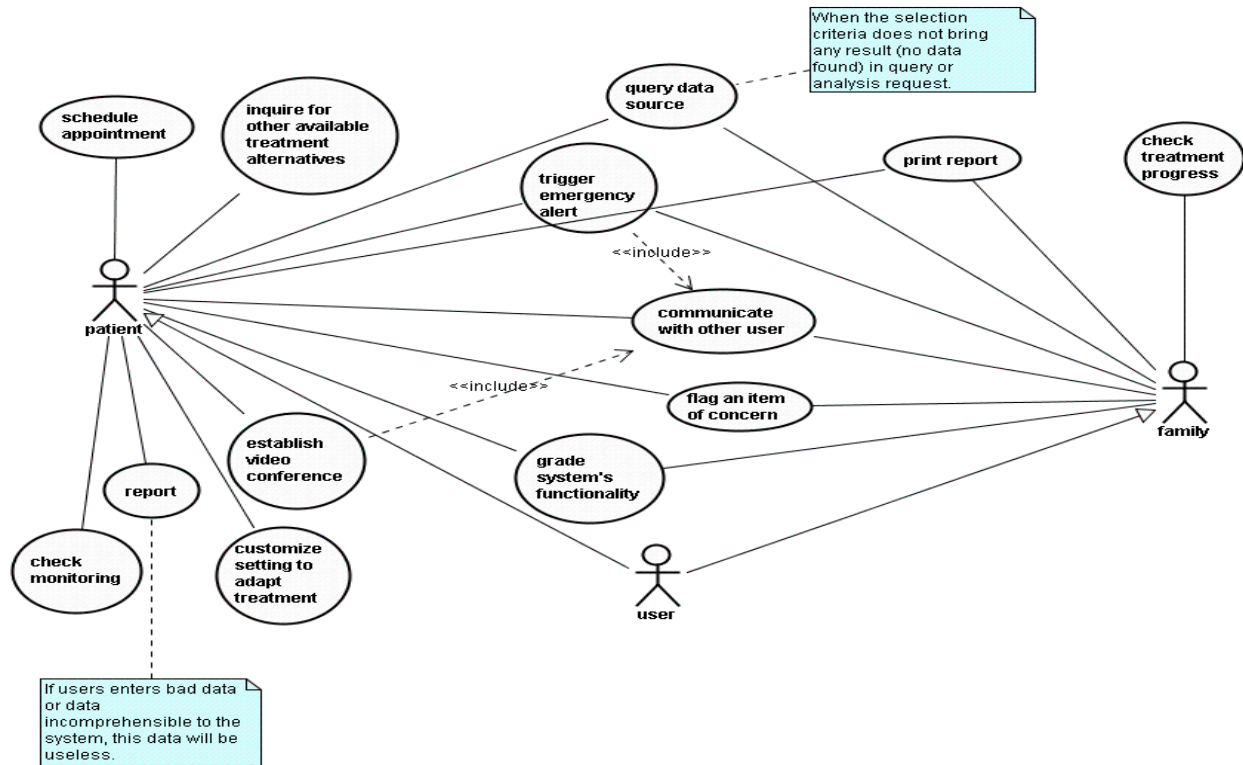 When the selection
criteria does not bring
any result (no data
found) in query or
analysis request.
query data
source
inquire for
other available
treatment
alternatives
schedule
appointment
check
treatment
progress
print report
trigger
emergency
alert
<<include>>
communicate
with other user
patient
<<include>>
flag an item
of concern
family
establish
video
conference
grade
system's
functionality
report
check
monitoring
customize
setting to
adapt
treatment
user
If users enters bad data
or data
incomprehensible to the
system, this data will be
useless.